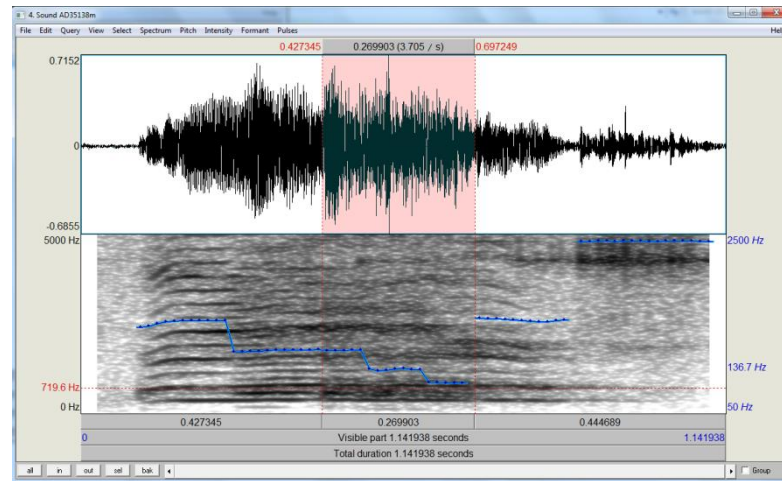 4. Sound AD35138m
File Edit Query View Select Spectrum Pitch Intensity Formant Pulses Hel
0.427345 0.269903 (3.705 / s) 0.697249
0.7152
0
-0.6855
5000 Hz 2500 Hz
136.7 Hz
719.6 Hz
0 Hz 50 Hz
0.427345 0.269903 0.444689
0 Visible part 1.141938 seconds 1.141938
Total duration 1.141938 seconds
all in out sel bak Group